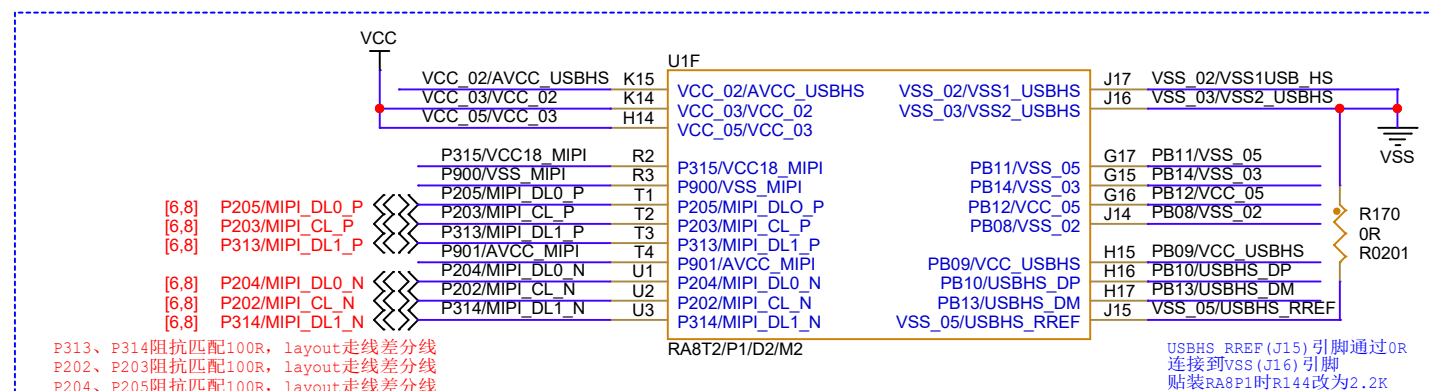 VCC
U1F
VCC_02/AVCC_USBHS K15 VCC_02/AVCC_USBHS VSS_02/VSS1_USBHS J17 VSS_02/VSS1USB_HS
VCC_03/VCC_02 K14 VCC_03/VCC_02 VSS_03/VSS2_USBHS J16 VSS_03/VSS2_USBHS
VCC_05/VCC_03 H14 VCC_05/VCC_03
VSS
P315/VCC18_MIPI R2 P315/VCC18_MIPI PB11/VSS_05 G17 PB11/VSS_05
P900/VSS_MIPI R3 P900/VSS_MIPI PB14/VSS_03 G15 PB14/VSS_03
[6,8] P205/MIPI_DL0_P P205/MIPI_DL0_P T1 P205/MIPI_DLO_P PB12/VCC_05 G16 PB12/VCC_05
[6,8] P203/MIPI_CL_P P203/MIPI_CL_P T2 P203/MIPI_CL_P PB08/VSS_02 J14 PB08/VSS_02
[6,8] P313/MIPI_DL1_P P313/MIPI_DL1_P T3 P313/MIPI_DL1_P
R170
0R
R0201
P901/AVCC_MIPI T4 P901/AVCC_MIPI PB09/VCC_USBHS H15 PB09/VCC_USBHS
[6,8] P204/MIPI_DL0_N P204/MIPI_DL0_N U1 P204/MIPI_DL0_N PB10/USBHS_DP H16 PB10/USBHS_DP
[6,8] P202/MIPI_CL_N P202/MIPI_CL_N U2 P202/MIPI_CL_N PB13/USBHS_DM H17 PB13/USBHS_DM
[6,8] P314/MIPI_DL1_N P314/MIPI_DL1_N U3 P314/MIPI_DL1_N VSS_05/USBHS_RREF J15 VSS_05/USBHS_RREF
RA8T2/P1/D2/M2
P313、P314阻抗匹配100R，layout走线差分线
P202、P203阻抗匹配100R，layout走线差分线
P204、P205阻抗匹配100R，layout走线差分线
USBHS_RREF(J15)引脚通过0R
连接到VSS(J16)引脚
贴装RA8P1时R144改为2.2K